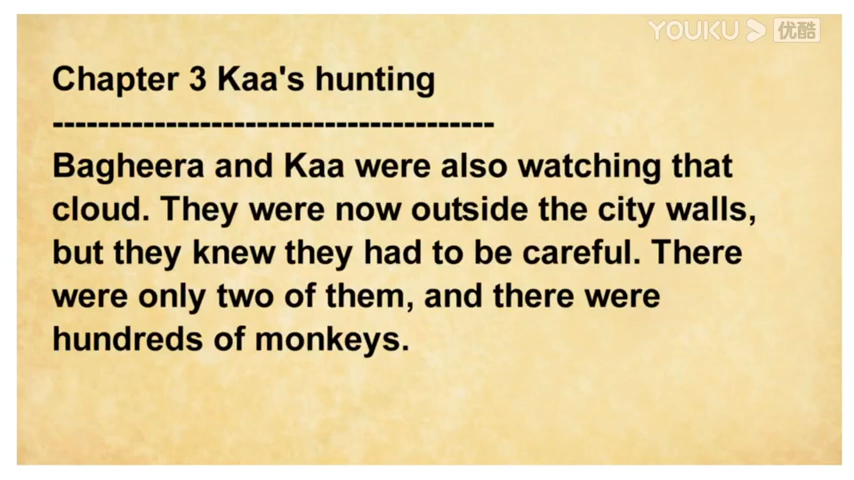 YOUKU 优酷
Chapter 3 Kaa's hunting
---------------------------------------
Bagheera and Kaa were also watching that
cloud. They were now outside the city walls,
but they knew they had to be careful. There
were only two of them, and there were
hundreds of monkeys.